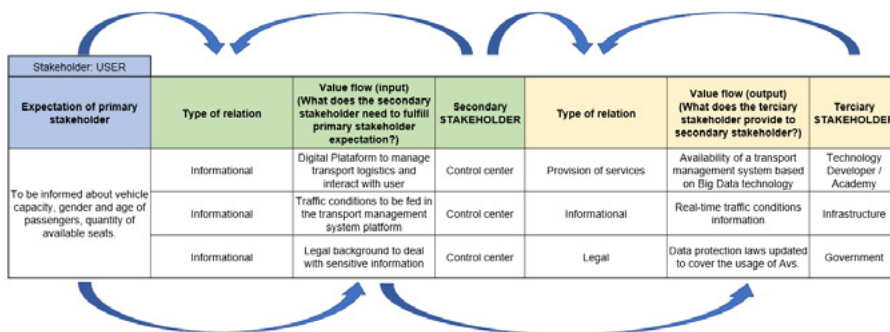 Stakeholder: USER
Expectation of primary
stakeholder
Type of relation
Value flow (input)
(What does the secondary
stakeholder need to fulfill
primary stakeholder
expectation?)
Secondary
STAKEHOLDER
Type of relation
Value flow (output)
(What does the terciary
stakeholder provide to
secondary stakeholder?)
Terciary
STAKEHOLDER
To be informed about vehicle
capacity, gender and age of
passengers, quantity of
available seats.
Informational
Digital Plataform to manage
transport logistics and
interact with user
Control center
Provision of services
Availability of a transport
management system based
on Big Data technology
Technology
Developer /
Academy
Informational
Traffic conditions to be fed in
the transport management
system platform
Control center
Informational
Real-time traffic conditions
information
Infrastructure
Informational
Legal background to deal
with sensitive information
Control center
Legal
Data protection laws updated
to cover the usage of Avs.
Government